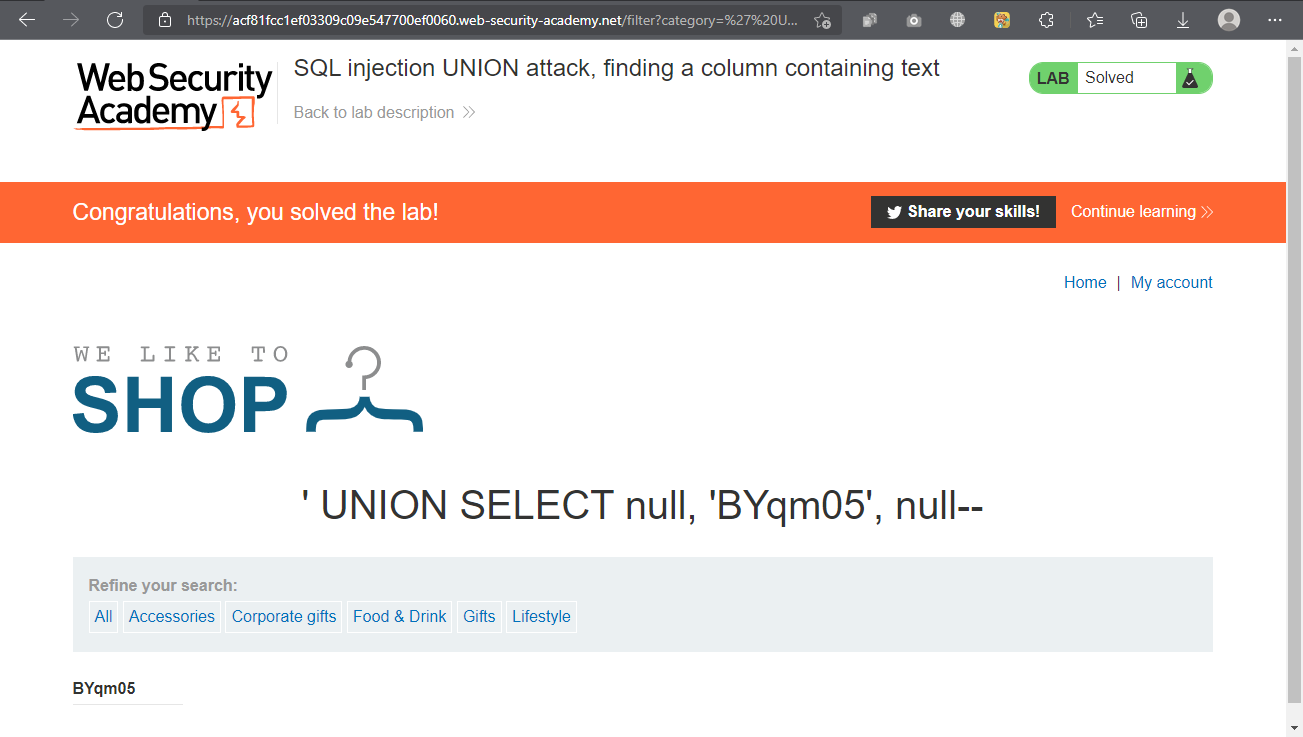 https://acf81fcc1ef03309c09e547700ef0060.web-security-academy.net/filter?category=%27%20U...
Web Security
Academy
SQL injection UNION attack, finding a column containing text
Back to lab description
LAB Solved
Congratulations, you solved the lab!
Share your skills!
Continue learning
Home | My account
WE LIKE TO
SHOP
' UNION SELECT null, 'BYqm05', null--
Refine your search:
All Accessories Corporate gifts Food & Drink Gifts Lifestyle
BYqm05